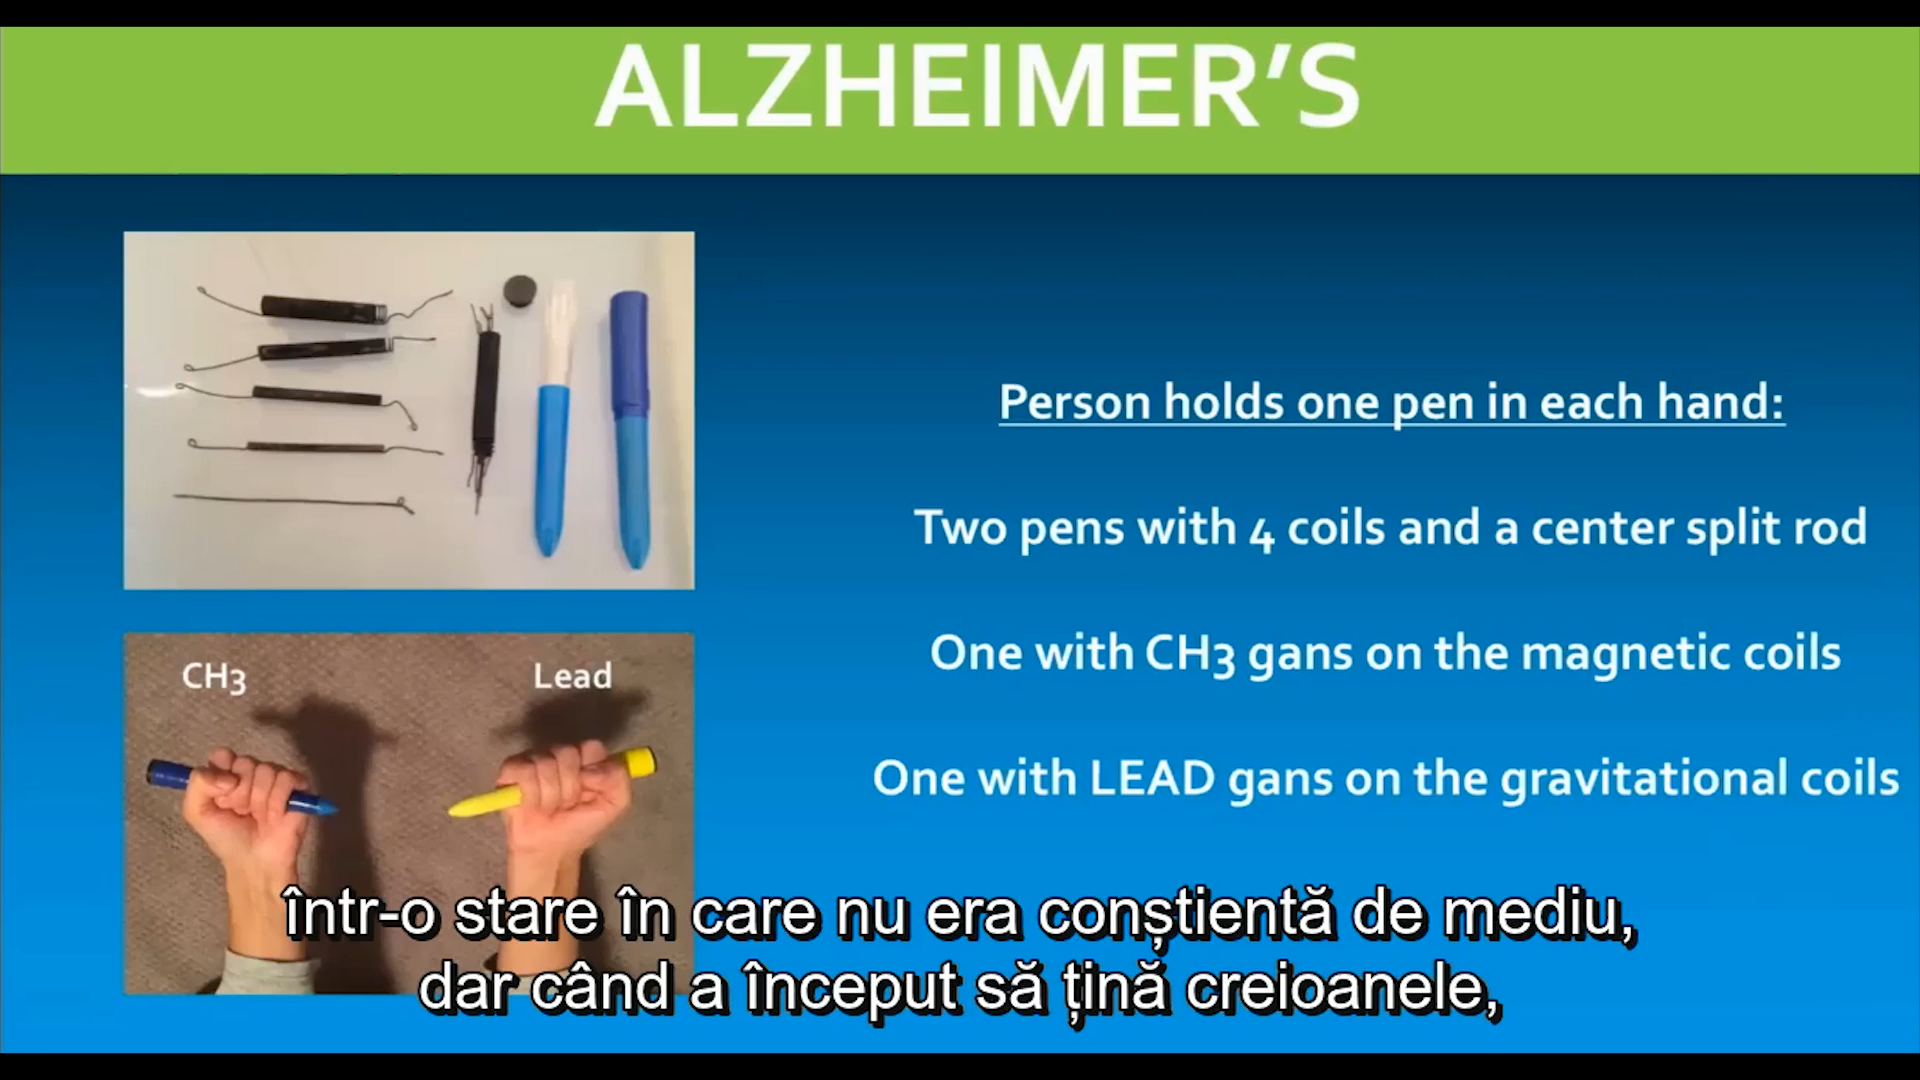 ALZHEIMER'S
Person holds one pen in each hand:
Two pens with 4 coils and a center split rod
One with CH3 gans on the magnetic coils
One with LEAD gans on the gravitational coils
CH3
Lead
într-o stare în care nu era conștientă de mediu,
dar când a început să țină creioanele,